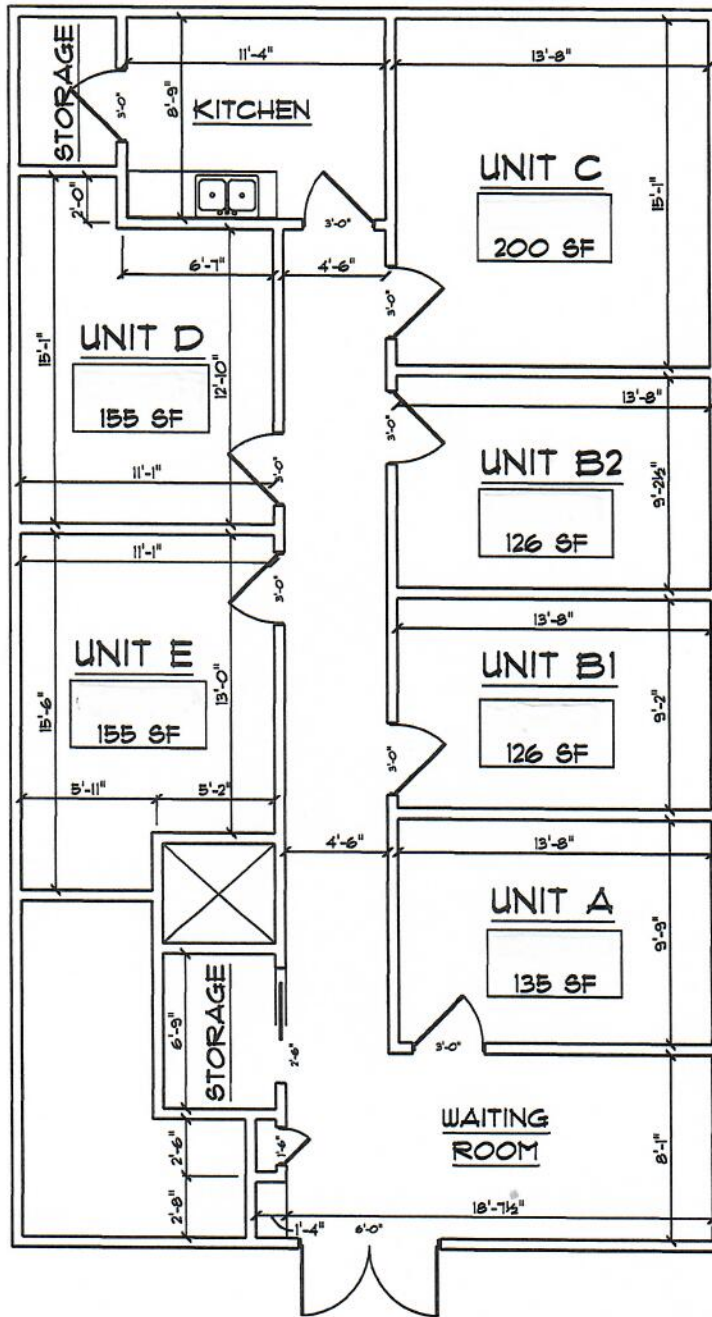 STORAGE
3'-0"
11'-4"
8'-9"
KITCHEN
13'-8"
UNIT C
200 SF
15'-1"
2'-0"
3'-0"
6'-7"
4'-6"
3'-0"
UNIT D
155 SF
15'-1"
12'-10"
11'-1"
3'-0"
3'-0"
13'-8"
UNIT B2
126 SF
9'-2½"
11'-1"
3'-0"
UNIT E
155 SF
15'-6"
13'-0"
5'-11"
5'-2"
13'-8"
UNIT B1
126 SF
9'-2"
3'-0"
4'-6"
13'-8"
UNIT A
135 SF
9'-9"
3'-0"
6'-9"
STORAGE
2'-6"
WAITING
ROOM
8'-1"
2'-6"
1'-6"
2'-8"
1'-4"
6'-0"
18'-7½"